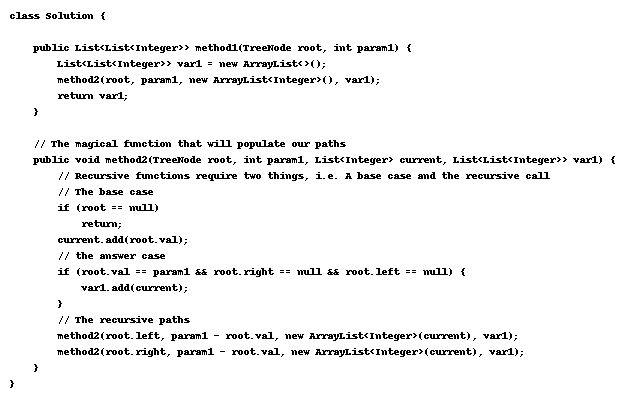 class Solution {
public List<List<Integer>> method1(TreeNode root, int param1) {
List<List<Integer>> var1 = new ArrayList<>();
method2(root, param1, new ArrayList<Integer>(), var1);
return var1;
}
// The magical function that will populate our paths
public void method2(TreeNode root, int param1, List<Integer> current, List<List<Integer>> var1) {
// Recursive functions require two things, i.e. A base case and the recursive call
// The base case
if (root == null)
return;
current.add(root.val);
// the answer case
if (root.val == param1 && root.right == null && root.left == null) {
var1.add(current);
}
// The recursive paths
method2(root.left, param1 - root.val, new ArrayList<Integer>(current), var1);
method2(root.right, param1 - root.val, new ArrayList<Integer>(current), var1);
}
}